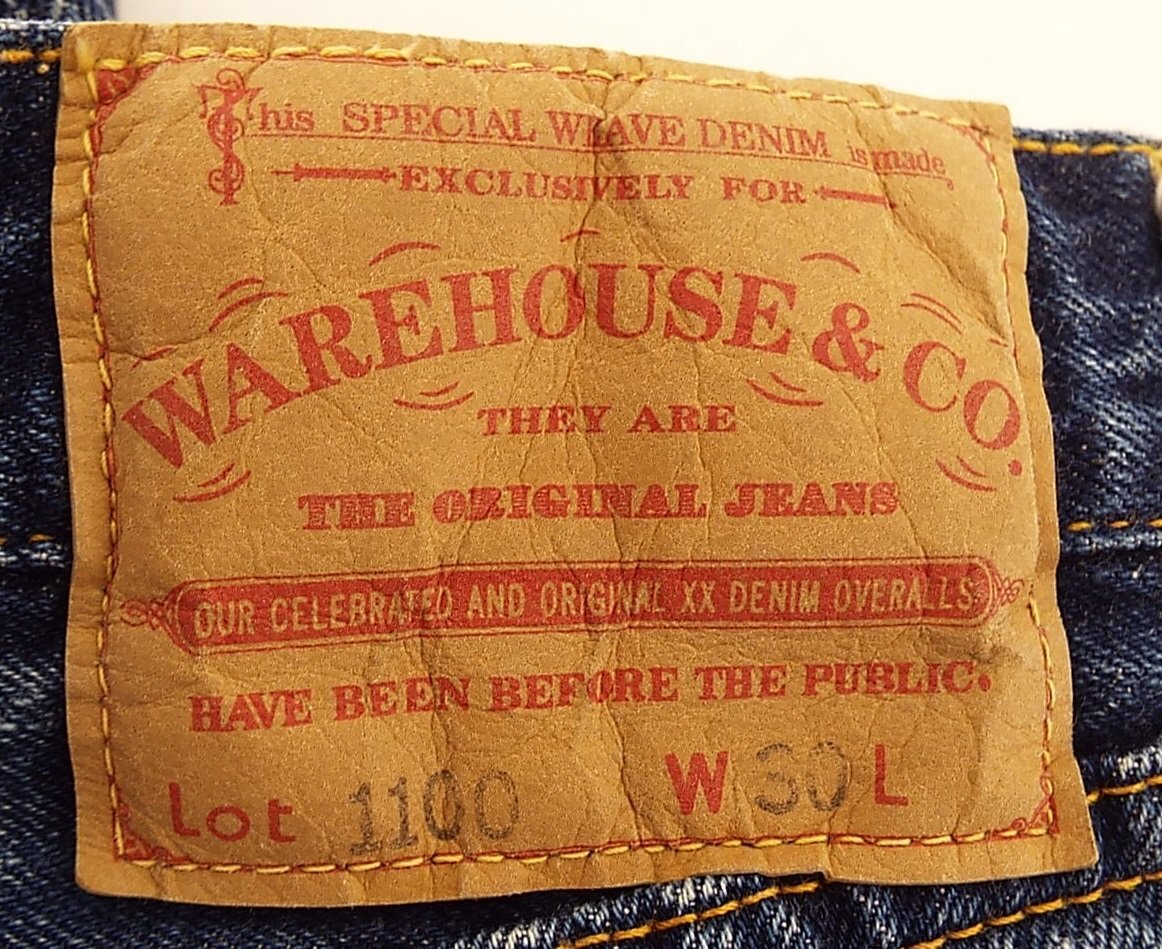 This SPECIAL WEAVE DENIM is made
EXCLUSIVELY FOR
WAREHOUSE & CO.
THEY ARE
THE ORIGINAL JEANS
OUR CELEBRATED AND ORIGINAL XX DENIM OVERALLS
HAVE BEEN BEFORE THE PUBLIC.
Lot 1100 W 30 L